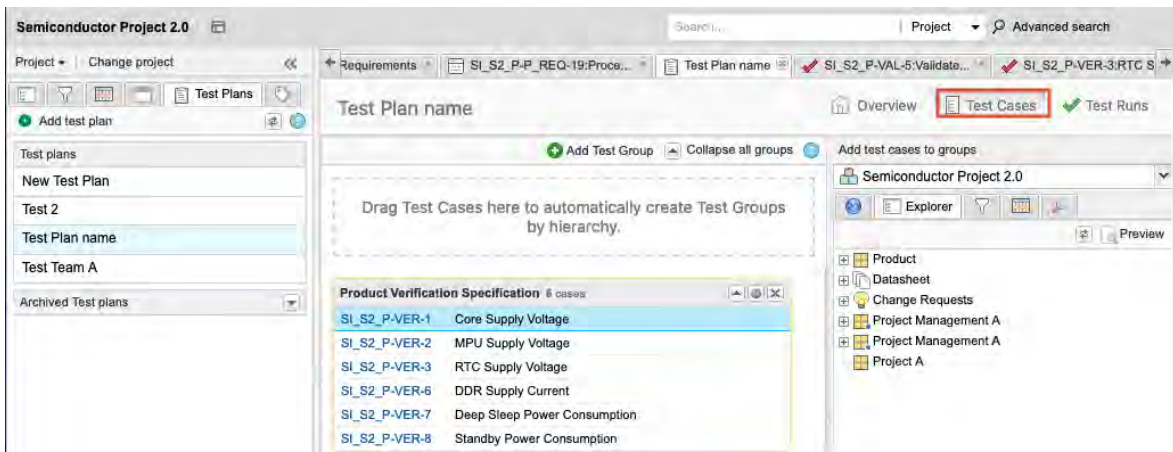 Semiconductor Project 2.0
Search...
Project
Advanced search
Project
Change project
Requirements
SI_S2_P-P_REQ-19:Proce...
Test Plan name
SI_S2_P-VAL-5:Validate...
SI_S2_P-VER-3:RTC S
Test Plans
Add test plan
Test plans
New Test Plan
Test 2
Test Plan name
Test Team A
Archived Test plans
Test Plan name
Overview
Test Cases
Test Runs
Add Test Group
Collapse all groups
Drag Test Cases here to automatically create Test Groups
by hierarchy.
Product Verification Specification 6 cases
SI_S2_P-VER-1 Core Supply Voltage
SI_S2_P-VER-2 MPU Supply Voltage
SI_S2_P-VER-3 RTC Supply Voltage
SI_S2_P-VER-6 DDR Supply Current
SI_S2_P-VER-7 Deep Sleep Power Consumption
SI_S2_P-VER-8 Standby Power Consumption
Add test cases to groups
Semiconductor Project 2.0
Explorer
Preview
Product
Datasheet
Change Requests
Project Management A
Project Management A
Project A